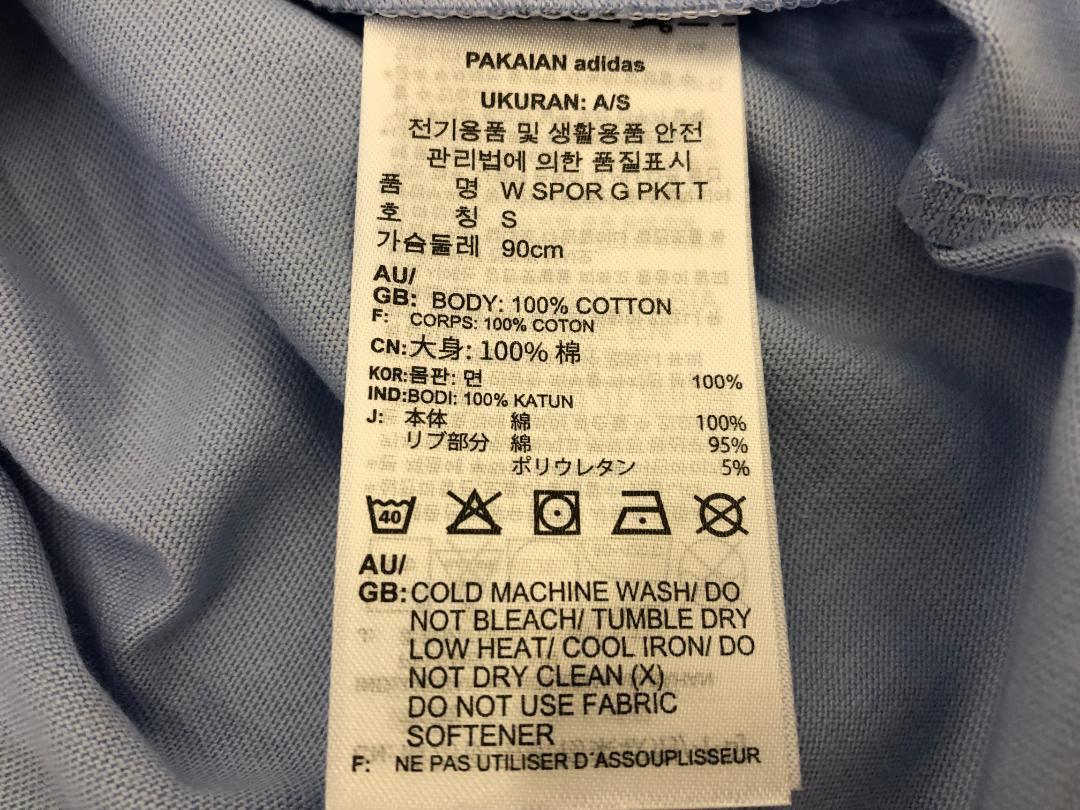 PAKAIAN adidas
UKURAN: A/S
전기용품 및 생활용품 안전
관리법에 의한 품질표시
품 명 W SPOR G PKT T
호 칭 S
가슴둘레 90cm
AU/
GB: BODY: 100% COTTON
F: CORPS: 100% COTON
CN:大身: 100% 棉
KOR:몸판: 면 100%
IND:BODI: 100% KATUN
J: 本体 綿 100%
リブ部分 綿 95%
ポリウレタン 5%
40
AU/
GB:COLD MACHINE WASH/ DO
NOT BLEACH/ TUMBLE DRY
LOW HEAT/ COOL IRON/ DO
NOT DRY CLEAN (X)
DO NOT USE FABRIC
SOFTENER
F: NE PAS UTILISER D'ASSOUPLISSEUR